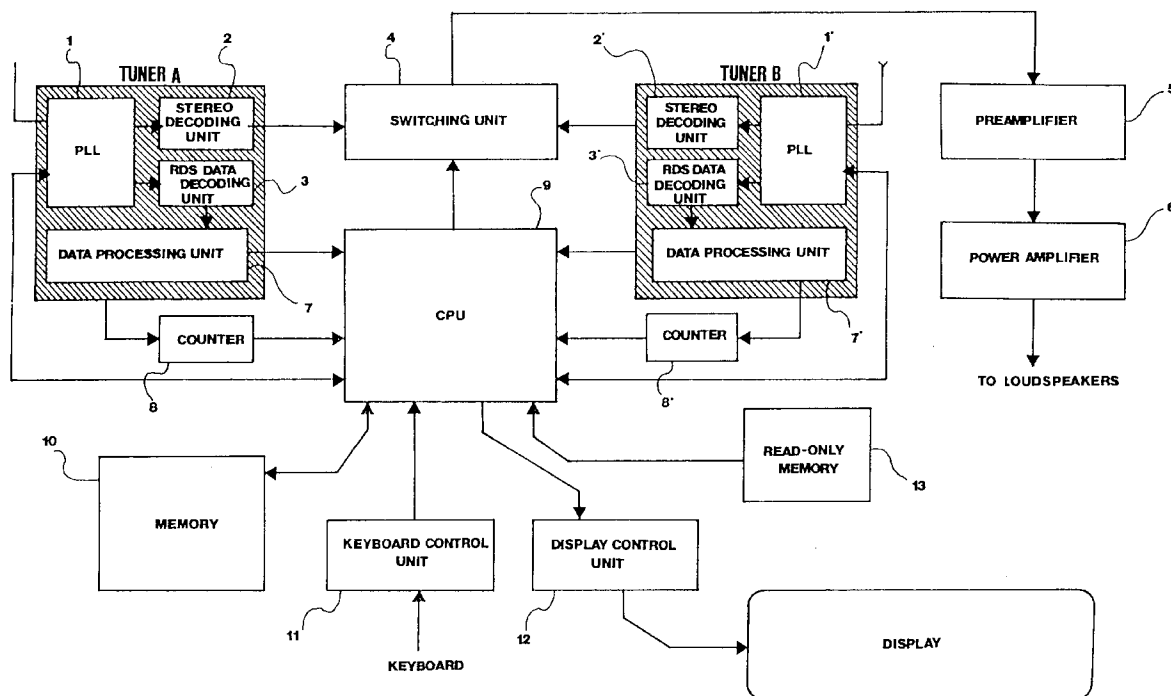 1
2
4
2'
1'
TUNER A
TUNER B
5
PLL
STEREO
DECODING
UNIT
SWITCHING UNIT
STEREO
DECODING
UNIT
PLL
PREAMPLIFIER
RDS DATA
DECODING
UNIT
3
3'
RDS DATA
DECODING
UNIT
9
6
DATA PROCESSING UNIT
DATA PROCESSING UNIT
POWER AMPLIFIER
7
CPU
7'
COUNTER
COUNTER
8
8'
TO LOUDSPEAKERS
10
READ-ONLY
MEMORY
13
MEMORY
KEYBOARD CONTROL
UNIT
DISPLAY CONTROL
UNIT
11
12
KEYBOARD
DISPLAY